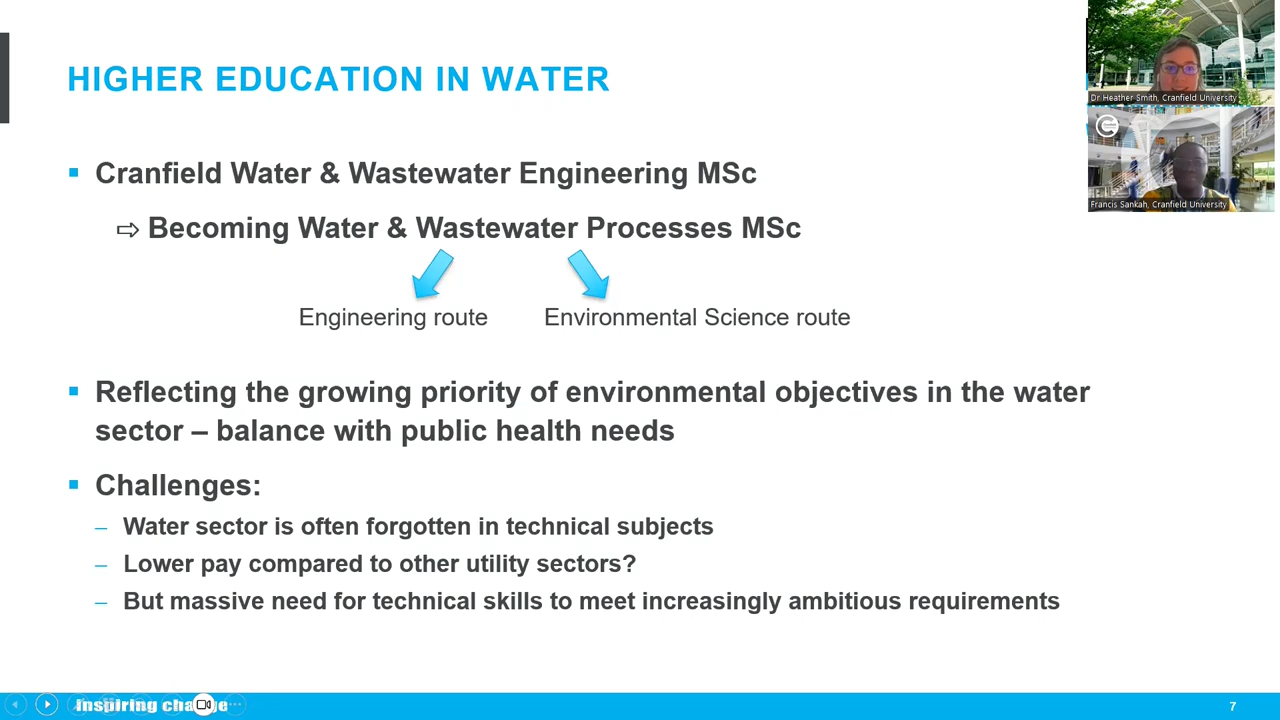 HIGHER EDUCATION IN WATER
Dr Heather Smith, Cranfield University
Francis Sankah, Cranfield University
▪ Cranfield Water & Wastewater Engineering MSc
⇨ Becoming Water & Wastewater Processes MSc
Engineering route
Environmental Science route
▪ Reflecting the growing priority of environmental objectives in the water
sector – balance with public health needs
▪ Challenges:
– Water sector is often forgotten in technical subjects
– Lower pay compared to other utility sectors?
– But massive need for technical skills to meet increasingly ambitious requirements
Inspiring change
7